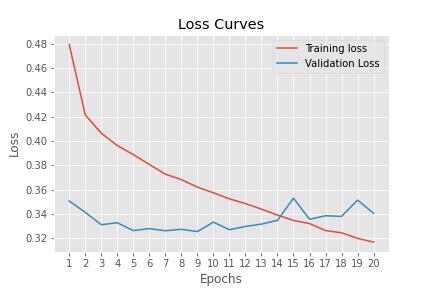 Loss Curves
Training loss
Validation Loss
0.48
0.46
0.44
0.42
0.40
0.38
0.36
0.34
0.32
Loss
1 2 3 4 5 6 7 8 9 10 11 12 13 14 15 16 17 18 19 20
Epochs